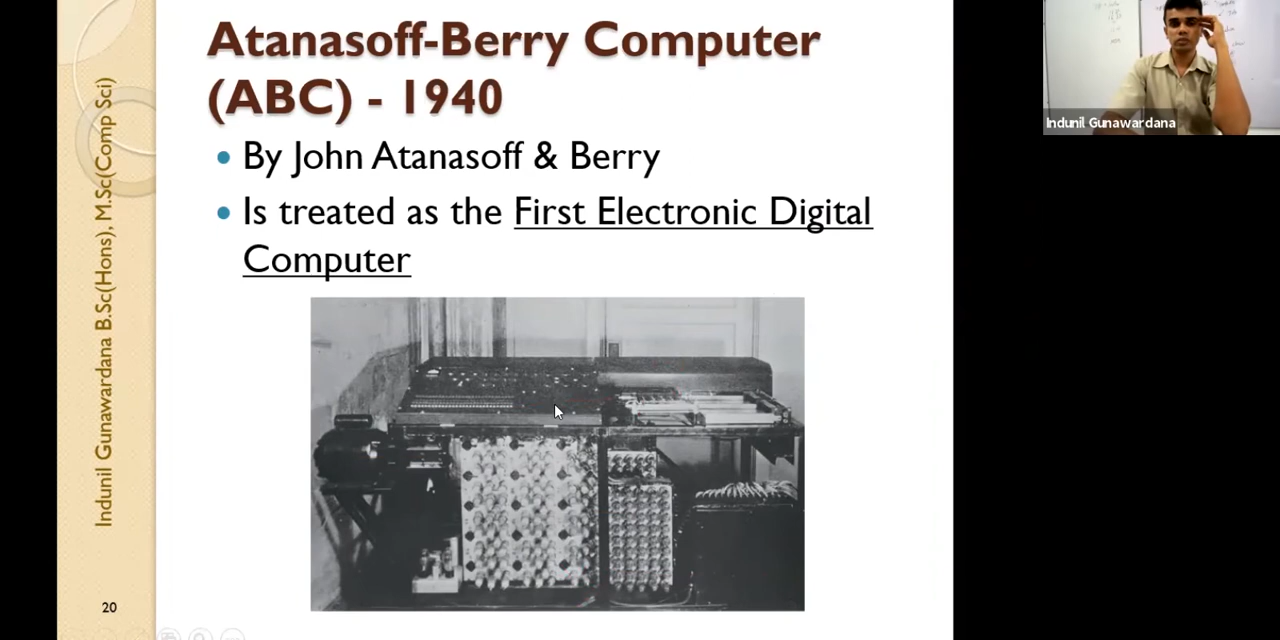 Atanasoff-Berry Computer
(ABC) - 1940
• By John Atanasoff & Berry
• Is treated as the First Electronic Digital
Computer
Indunil Gunawardana B.Sc(Hons), M.Sc(Comp Sci)
20
Indunil Gunawardana